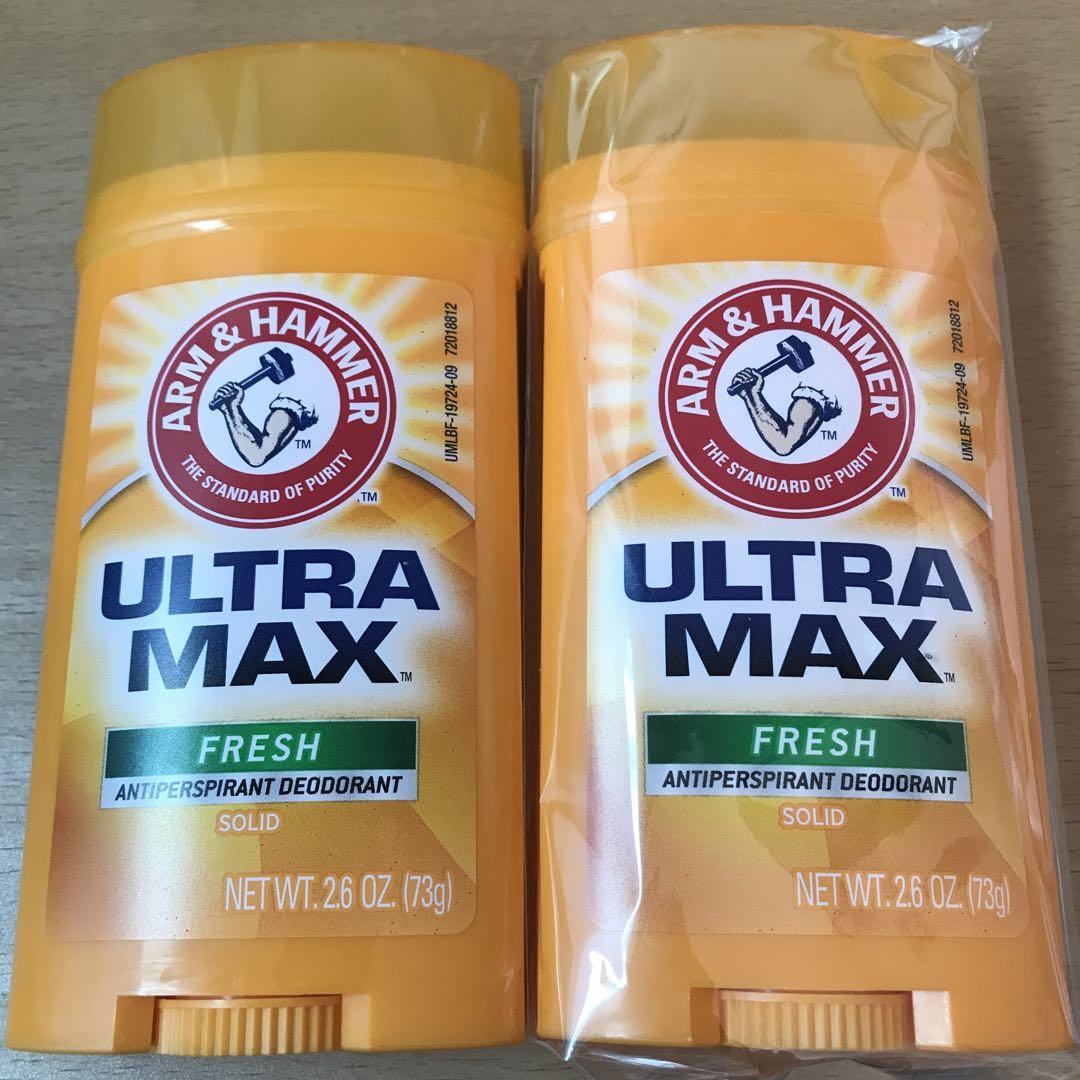 ARM & HAMMER
TM
THE STANDARD OF PURITY
TM
UMLBF-19724-09 72018812
ULTRA
MAX TM
FRESH
ANTIPERSPIRANT DEODORANT
SOLID
NET WT. 2.6 OZ. (73g)
ARM & HAMMER
TM
THE STANDARD OF PURITY
TM
UMLBF-19724-09 72018812
ULTRA
MAX TM
FRESH
ANTIPERSPIRANT DEODORANT
SOLID
NET WT. 2.6 OZ. (73g)